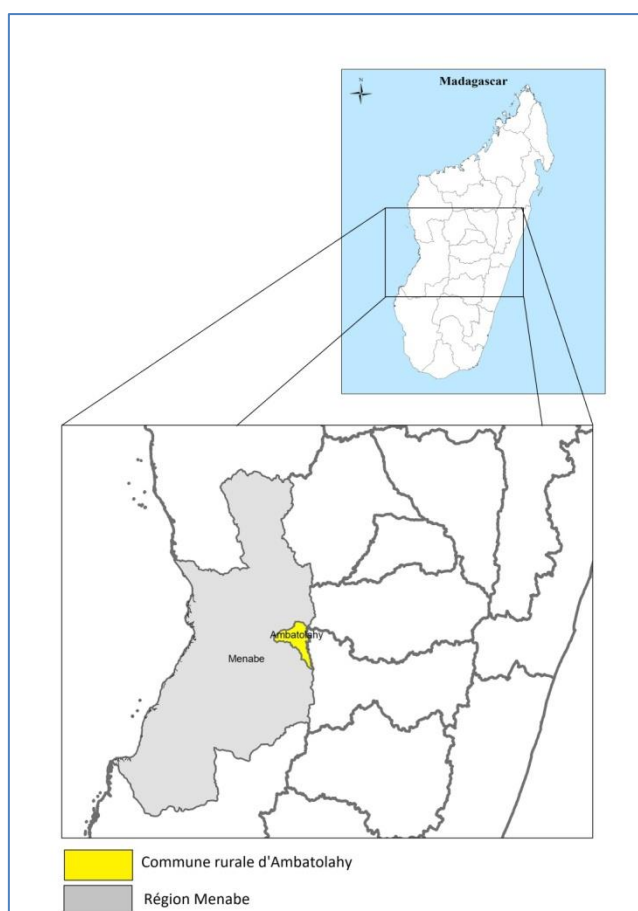 N
Madagascar
Ambatolahy
Menabe
Commune rurale d'Ambatolahy
Région Menabe